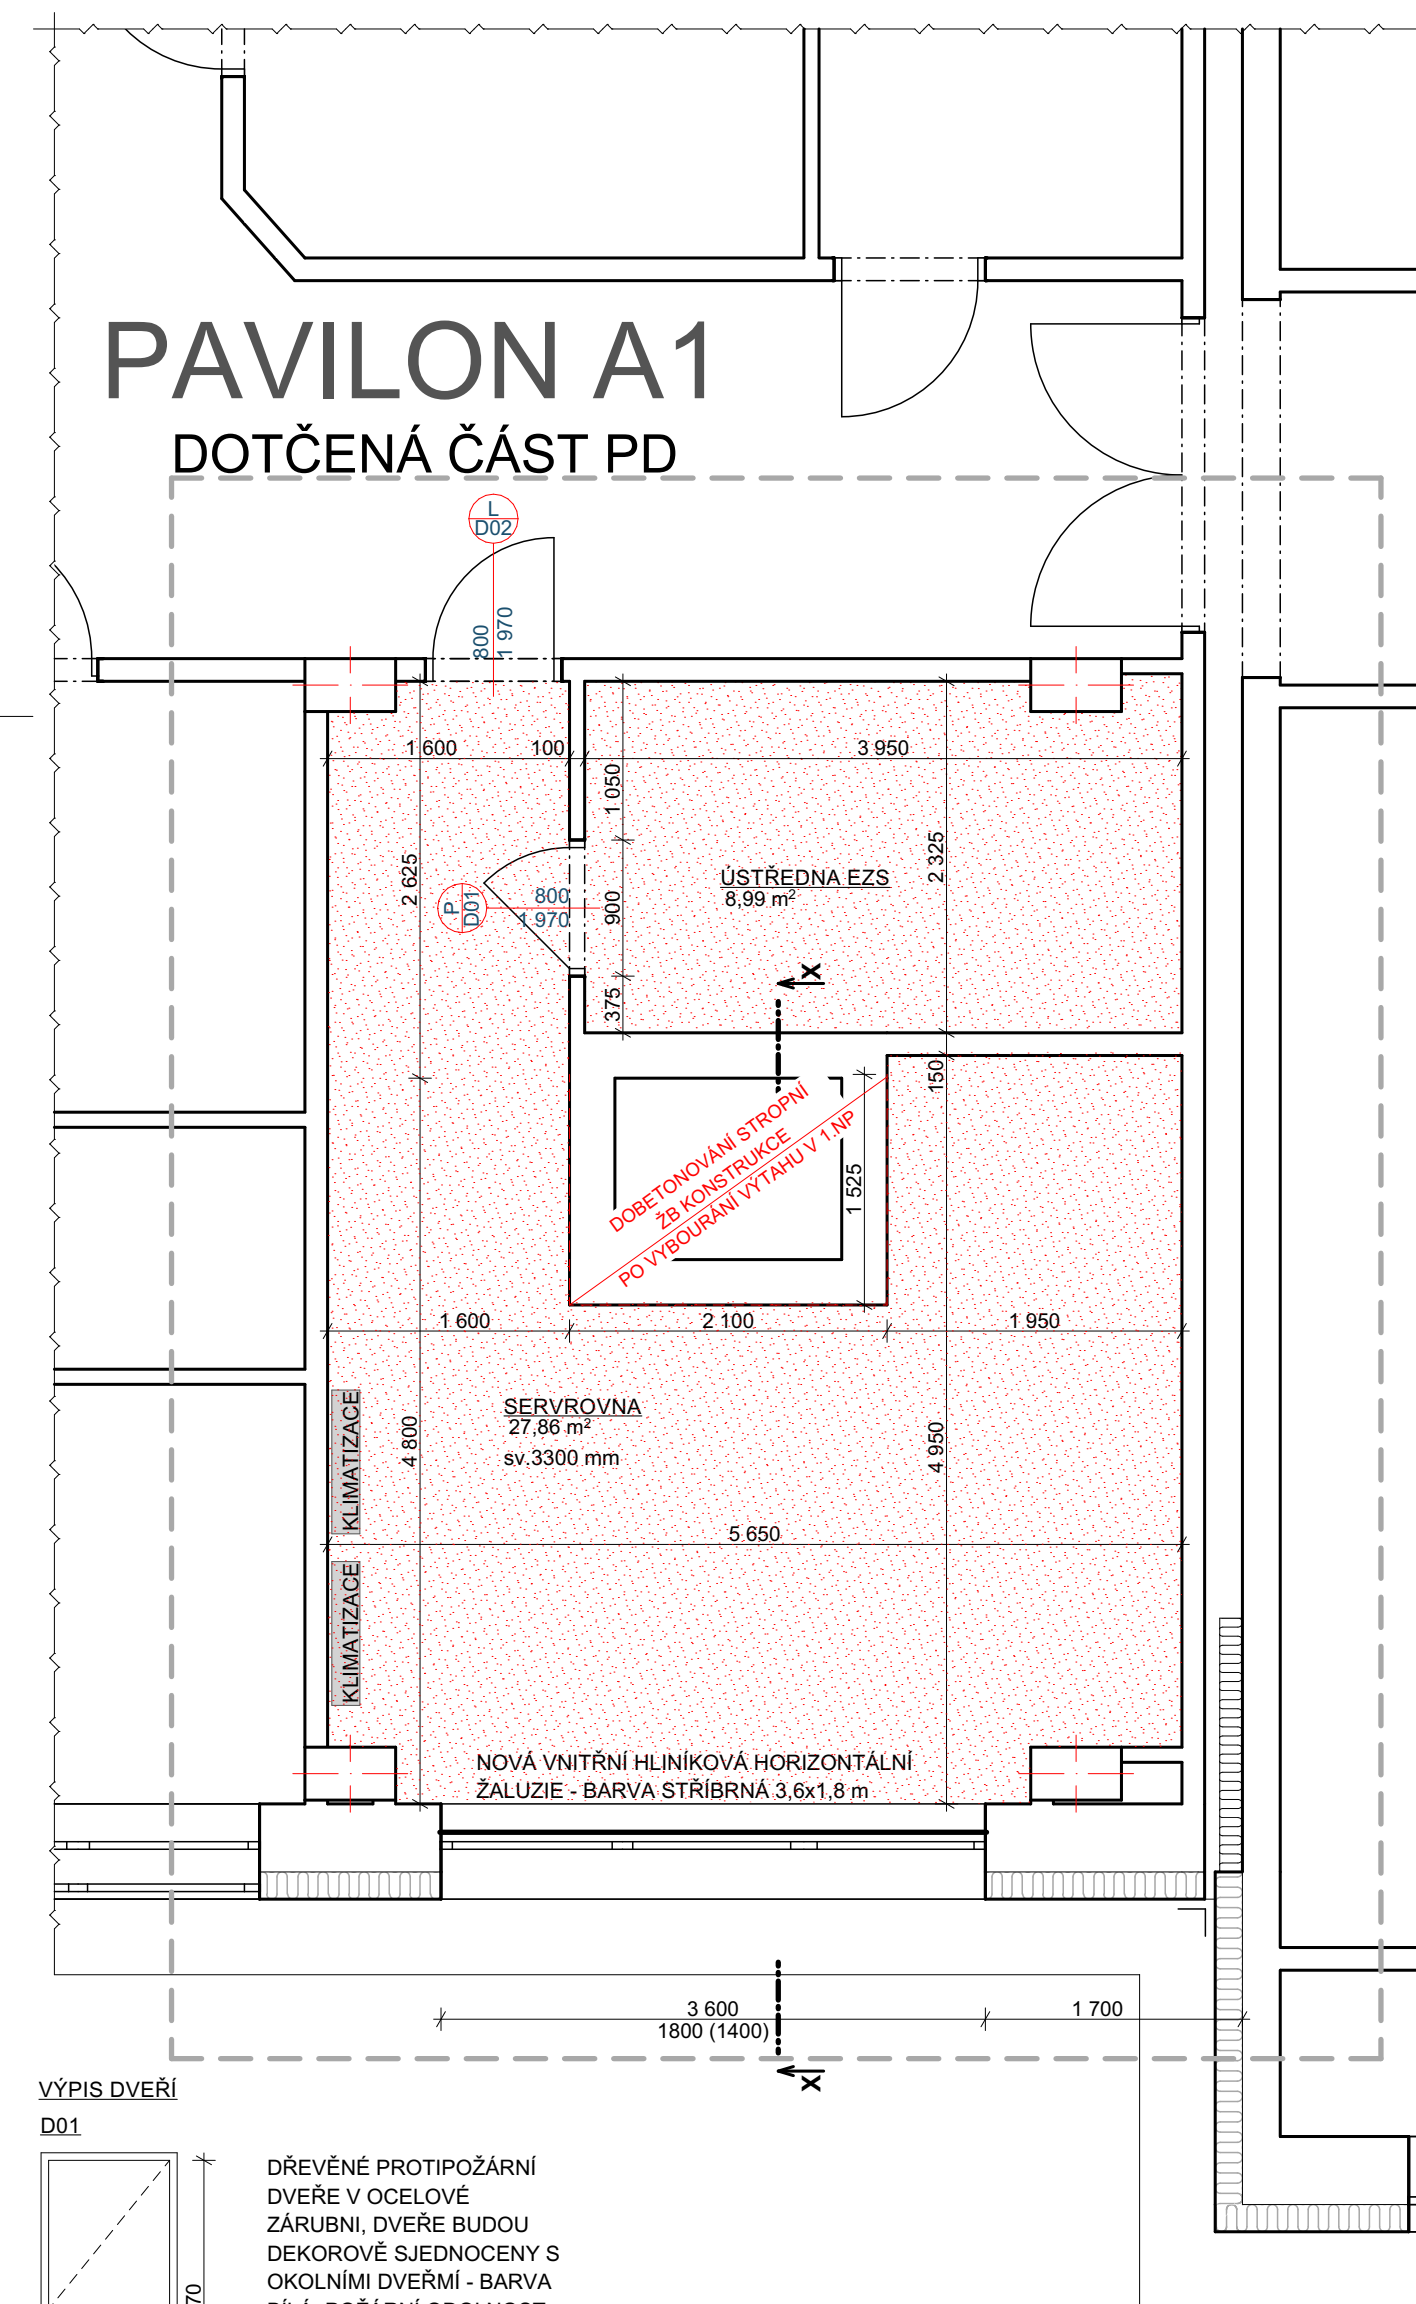 PAVILON A1
DOTČENÁ ČÁST PD
L
D02
800
1 970
1 600
100
3 950
1 050
2 625
2 325
ÚSTŘEDNA EZS
8,99 m²
P
D01
800
1 970
900
X
375
150
DOBETONOVÁNÍ STROPNÍ
ŽB KONSTRUKCE
PO VYBOURÁNÍ VÝTAHU V 1.NP
1 525
1 600
2 100
1 950
SERVROVNA
27,86 m²
sv.3300 mm
KLIMATIZACE
4 800
4 950
5 650
KLIMATIZACE
NOVÁ VNITŘNÍ HLINÍKOVÁ HORIZONTÁLNÍ
ŽALUZIE - BARVA STŘÍBRNÁ 3,6x1,8 m
3 600
1800 (1400)
1 700
X
VÝPIS DVEŘÍ
D01
DŘEVĚNÉ PROTIPOŽÁRNÍ
DVEŘE V OCELOVÉ
ZÁRUBNI, DVEŘE BUDOU
DEKOROVĚ SJEDNOCENY S
OKOLNÍMI DVEŘMÍ - BARVA
70